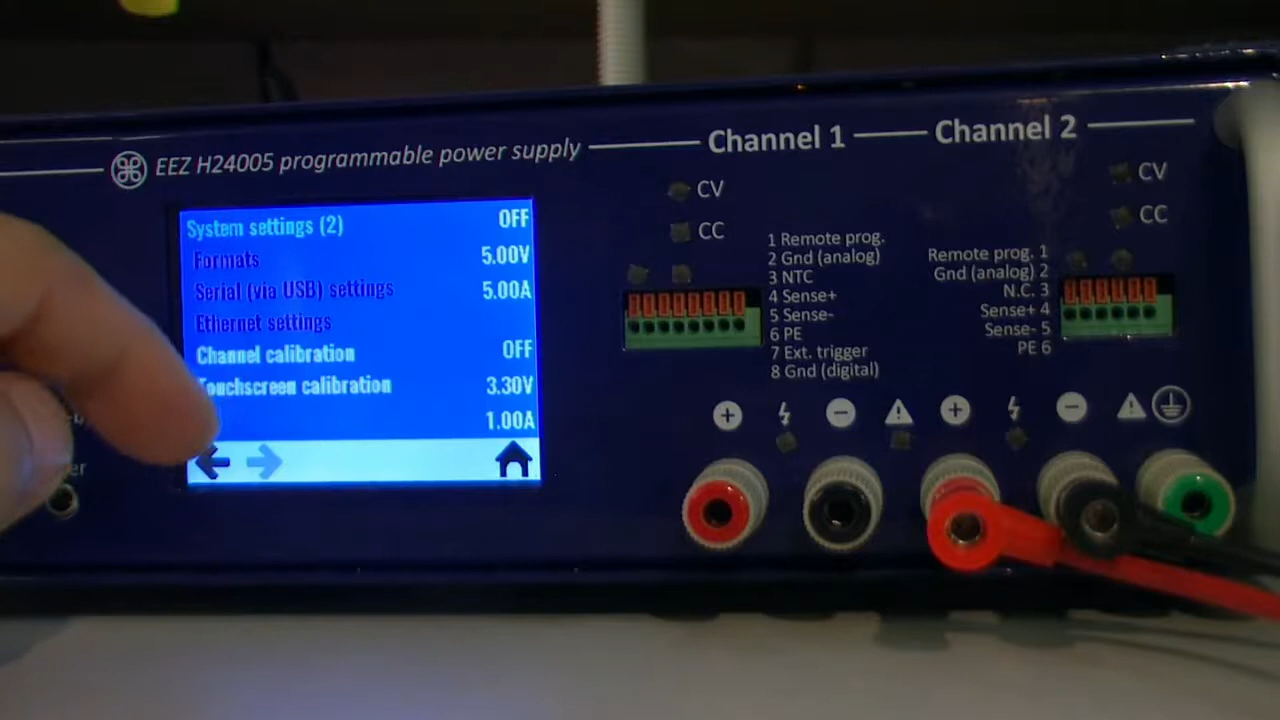 EEZ H24005 programmable power supply
Channel 1
Channel 2
CV
CC
CV
CC
System settings (2)
OFF
Formats
5.00V
Serial (via USB) settings
5.00A
Ethernet settings
Channel calibration
OFF
Touchscreen calibration
3.30V
1.00A
1 Remote prog.
2 Gnd (analog)
3 NTC
4 Sense+
5 Sense-
6 PE
7 Ext. trigger
8 Gnd (digital)
Remote prog. 1
Gnd (analog) 2
N.C. 3
Sense+ 4
Sense- 5
PE 6